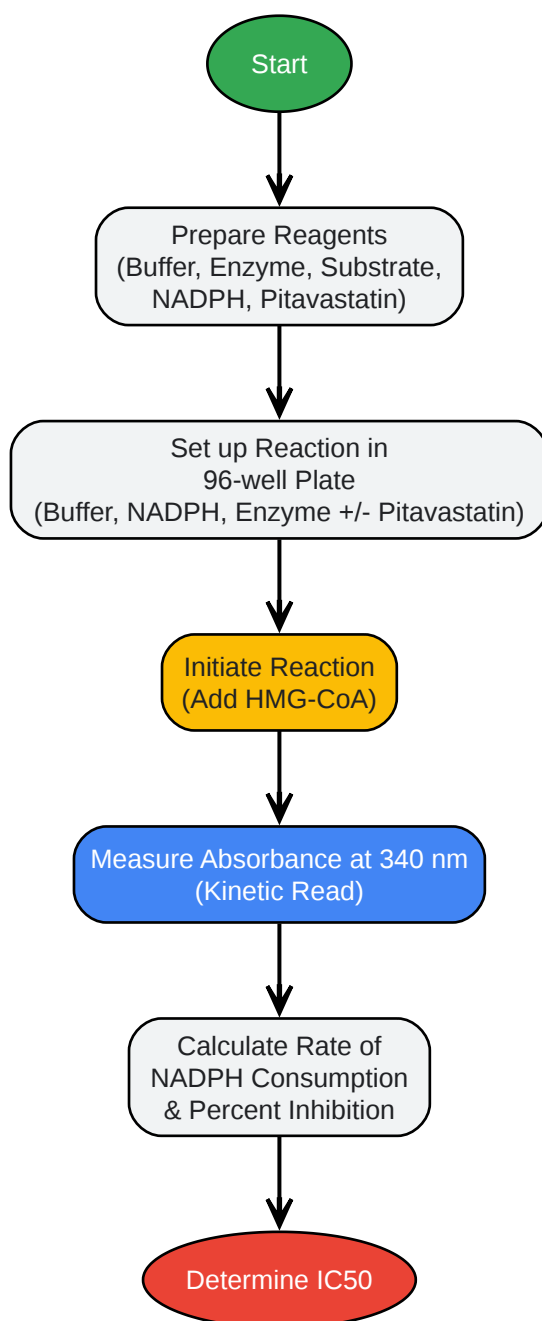 Start
Prepare Reagents
(Buffer, Enzyme, Substrate,
NADPH, Pitavastatin)
Set up Reaction in
96-well Plate
(Buffer, NADPH, Enzyme +/- Pitavastatin)
Initiate Reaction
(Add HMG-CoA)
Measure Absorbance at 340 nm
(Kinetic Read)
Calculate Rate of
NADPH Consumption
& Percent Inhibition
Determine IC50